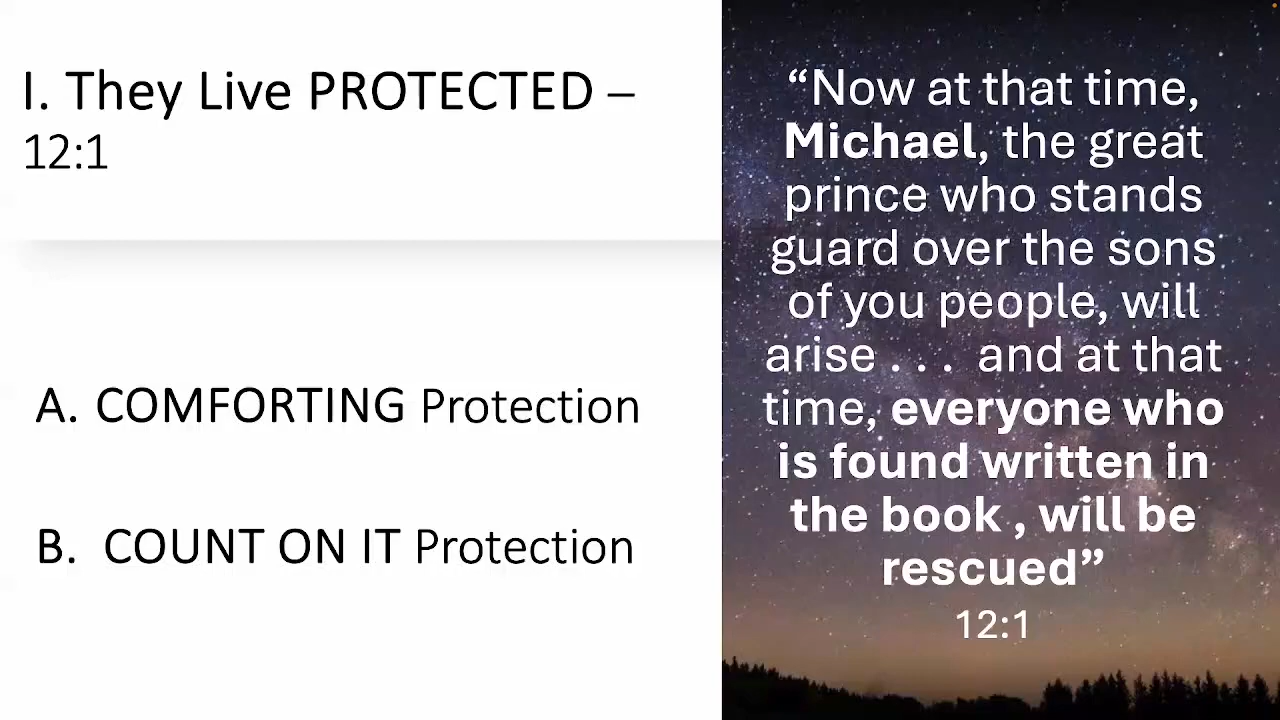 I. They Live PROTECTED –
12:1
A. COMFORTING Protection
B. COUNT ON IT Protection
“Now at that time,
Michael, the great
prince who stands
guard over the sons
of you people, will
arise . . . and at that
time, everyone who
is found written in
the book , will be
rescued”
12:1